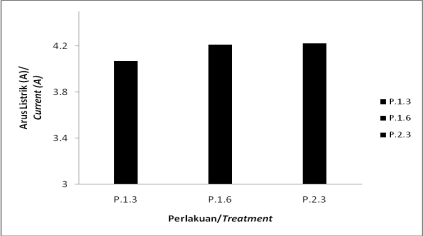 Arus Listrik (A)/
Current (A)
4.2
3.8
3.4
3
P.1.3
P.1.6
P.2.3
Perlakuan/Treatment
P.1.3
P.1.6
P.2.3